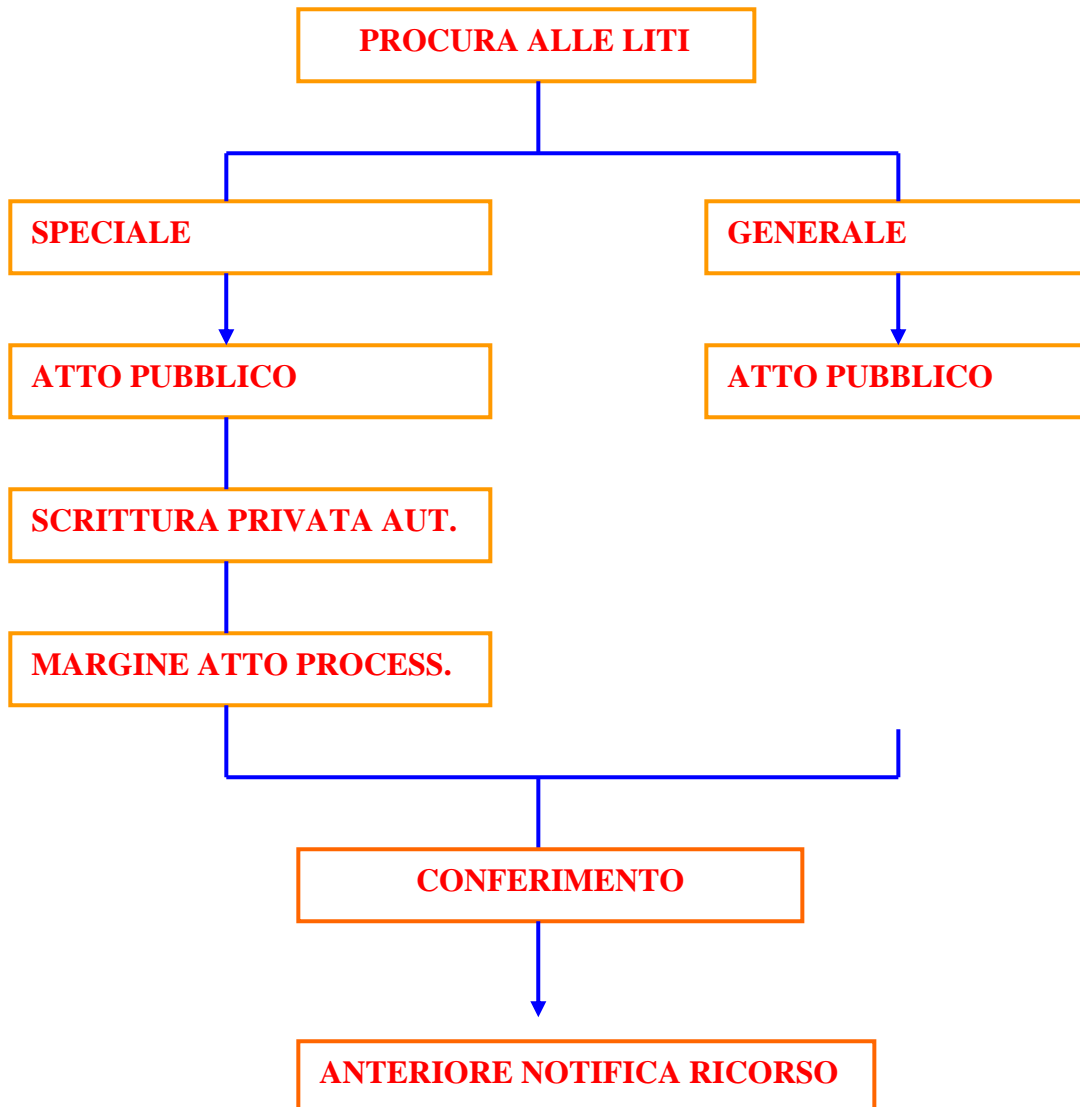 PROCURA ALLE LITI
SPECIALE
GENERALE
ATTO PUBBLICO
ATTO PUBBLICO
SCRITTURA PRIVATA AUT.
MARGINE ATTO PROCESS.
CONFERIMENTO
ANTERIORE NOTIFICA RICORSO